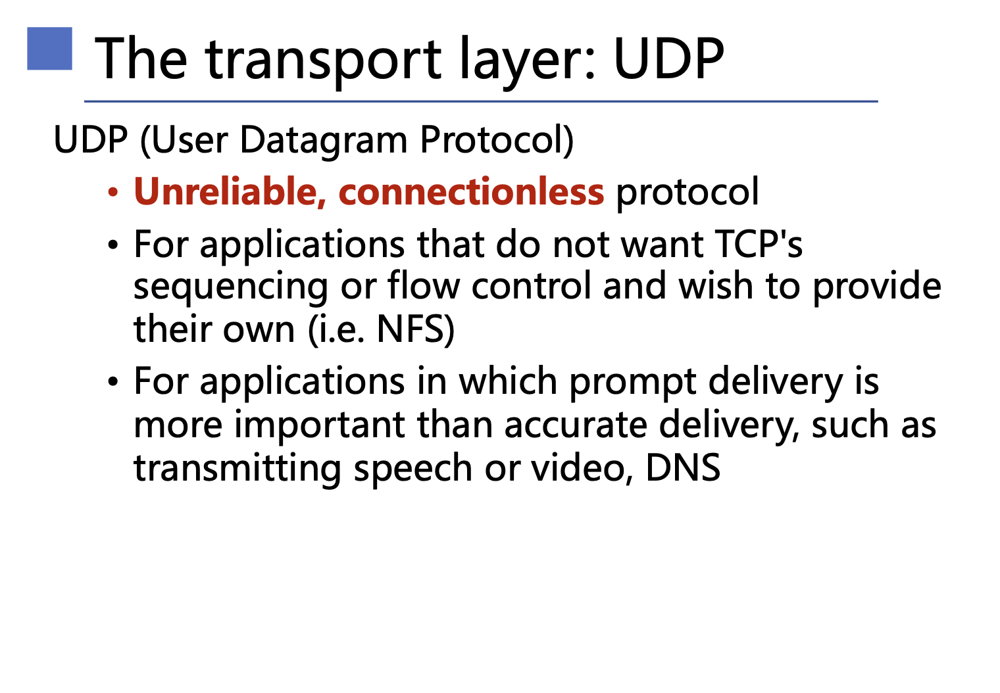 The transport layer: UDP
UDP (User Datagram Protocol)
• Unreliable, connectionless protocol
• For applications that do not want TCP's
sequencing or flow control and wish to provide
their own (i.e. NFS)
• For applications in which prompt delivery is
more important than accurate delivery, such as
transmitting speech or video, DNS